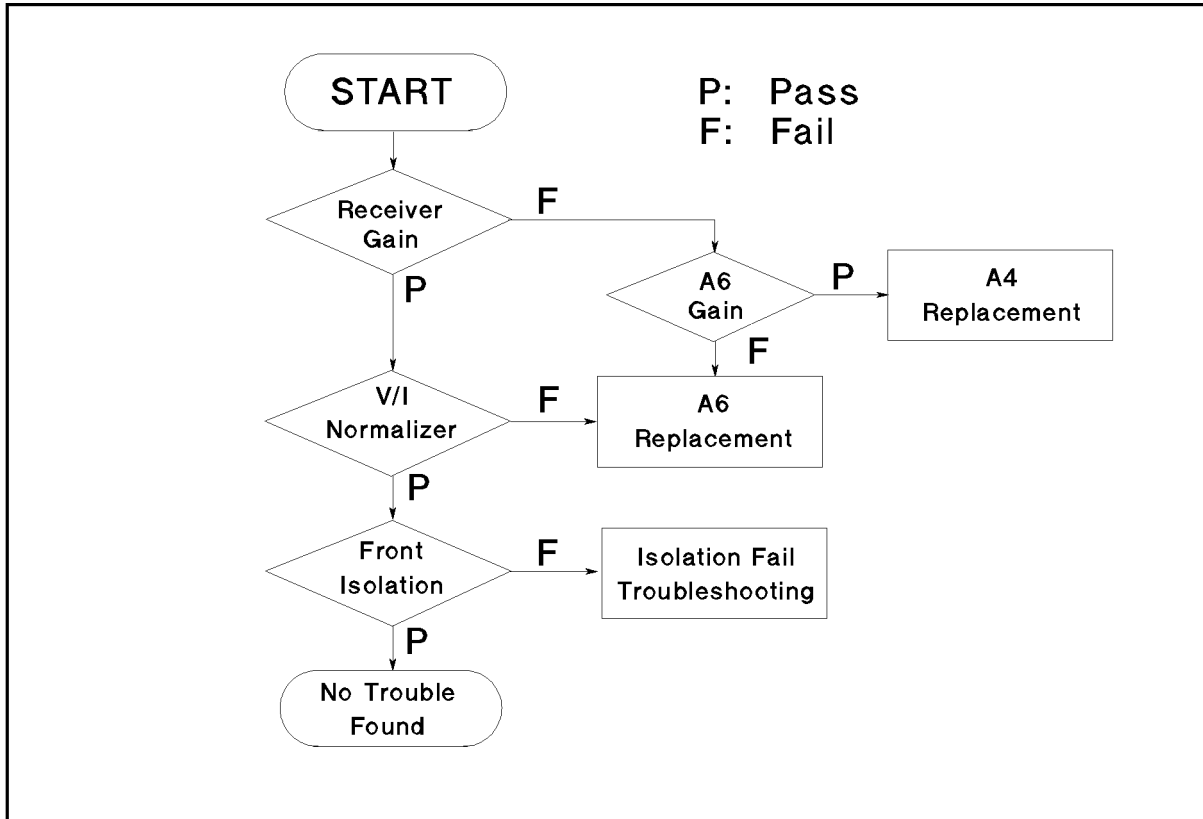 START
P: Pass
F: Fail
Receiver
Gain
F
P
A6
Gain
P
A4
Replacement
F
V/I
Normalizer
F
A6
Replacement
P
Front
Isolation
F
Isolation Fail
Troubleshooting
P
No Trouble
Found